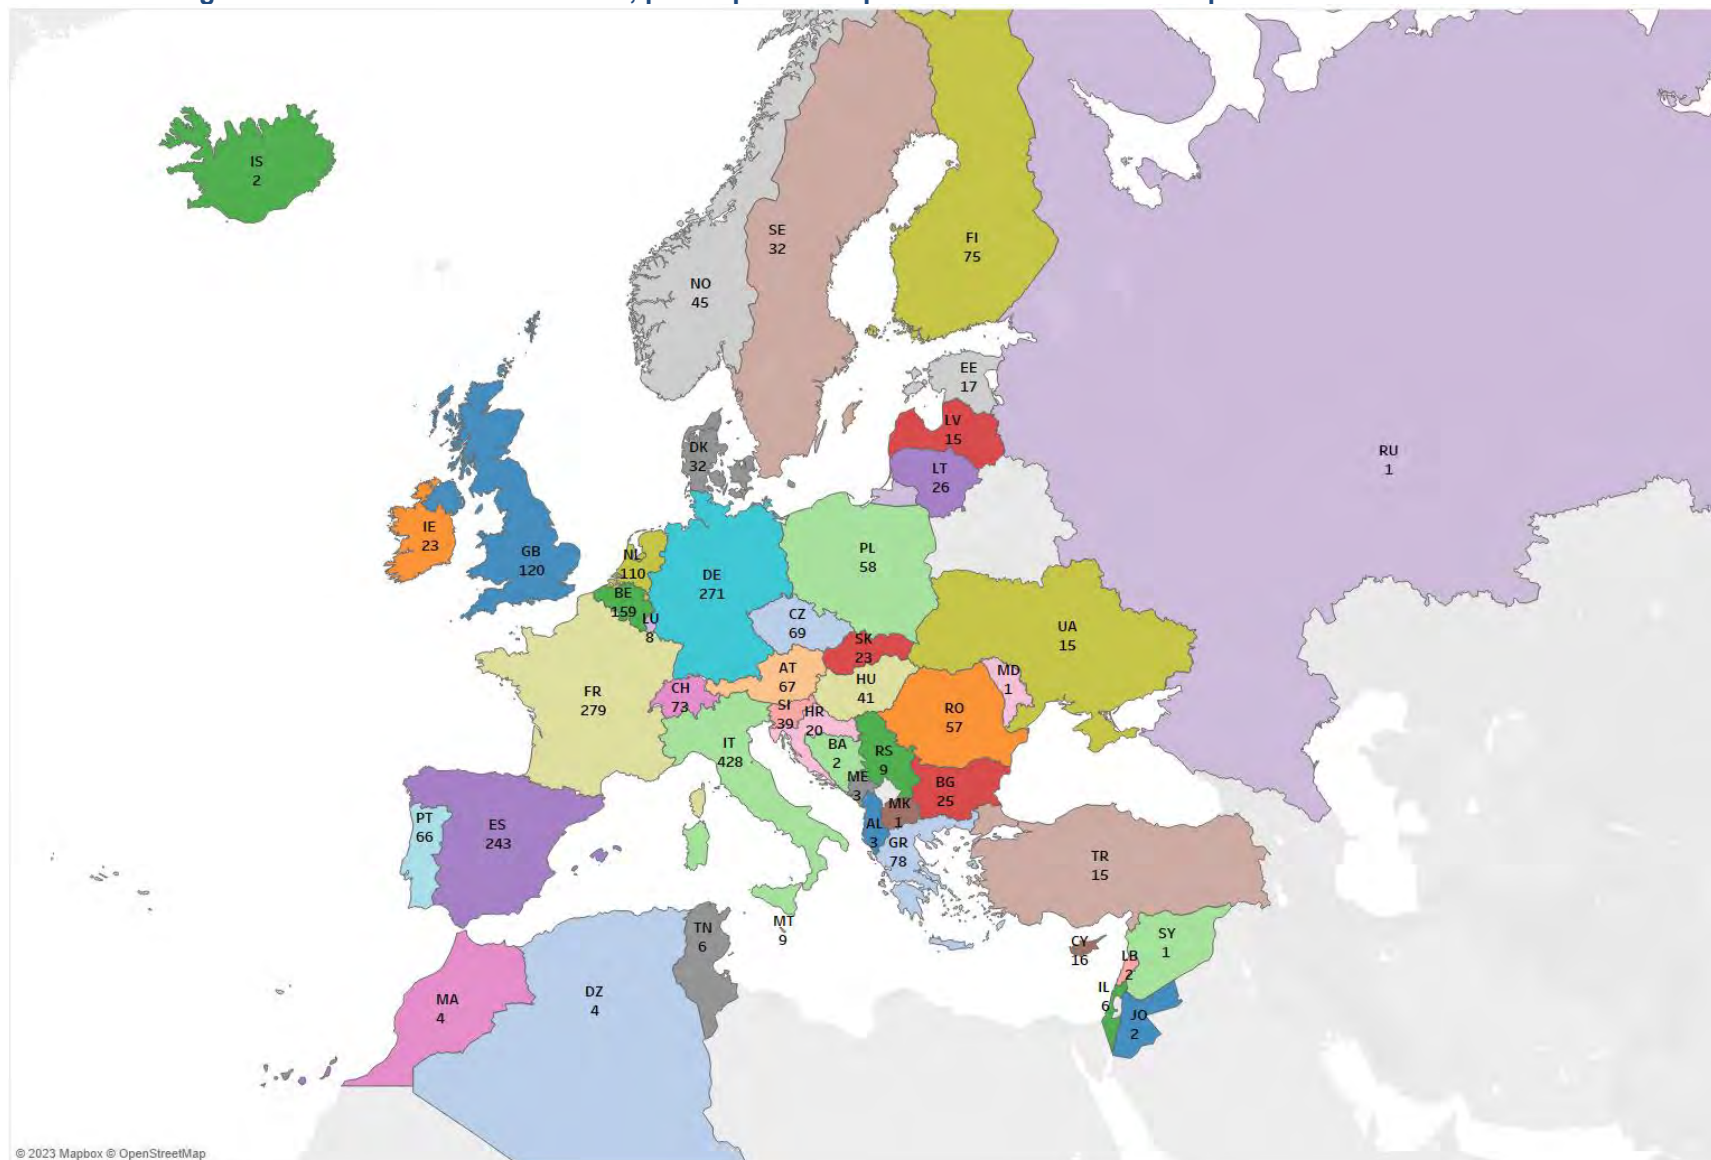 IS
2
SE
32
FI
75
NO
45
EE
17
LV
15
RU
1
DK
32
LT
26
IE
23
GB
120
NL
110
DE
271
PL
58
BE
159
LU
8
CZ
69
SK
23
UA
15
AT
67
HU
41
MD
1
CH
73
FR
279
SI
39
HR
20
RO
57
IT
428
BA
2
RS
9
ME
3
BG
25
MK
1
PT
66
ES
243
AL
3
GR
78
TR
15
TN
6
MT
9
CY
16
SY
1
LB
2
IL
6
MA
4
DZ
4
JO
2
© 2023 Mapbox © OpenStreetMap